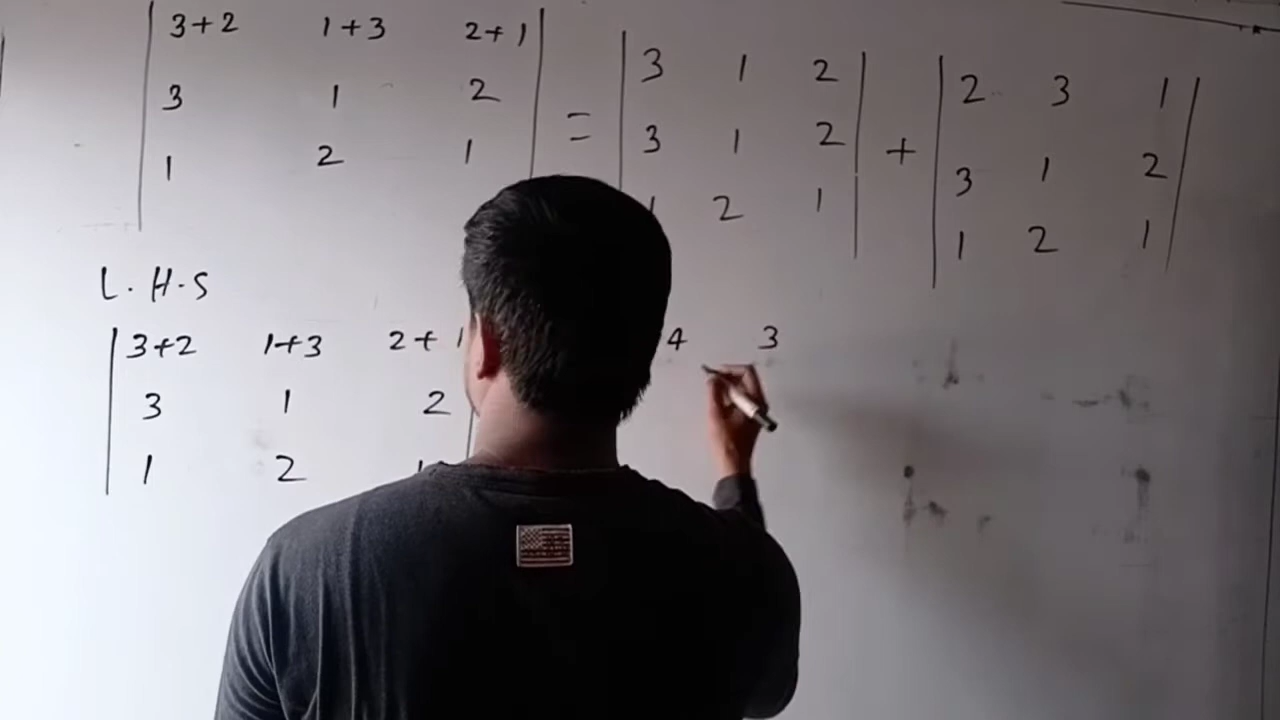 | 3+2 1+3 2+1 | = | 3 1 2 | + | 2 3 1 |
| 3 1 2 | | 3 1 2 | | 3 1 2 |
| 1 2 1 | | 1 2 1 | | 1 2 1 |
L.H.S
| 3+2 1+3 2+1 4 3
| 3 1 2 |
| 1 2